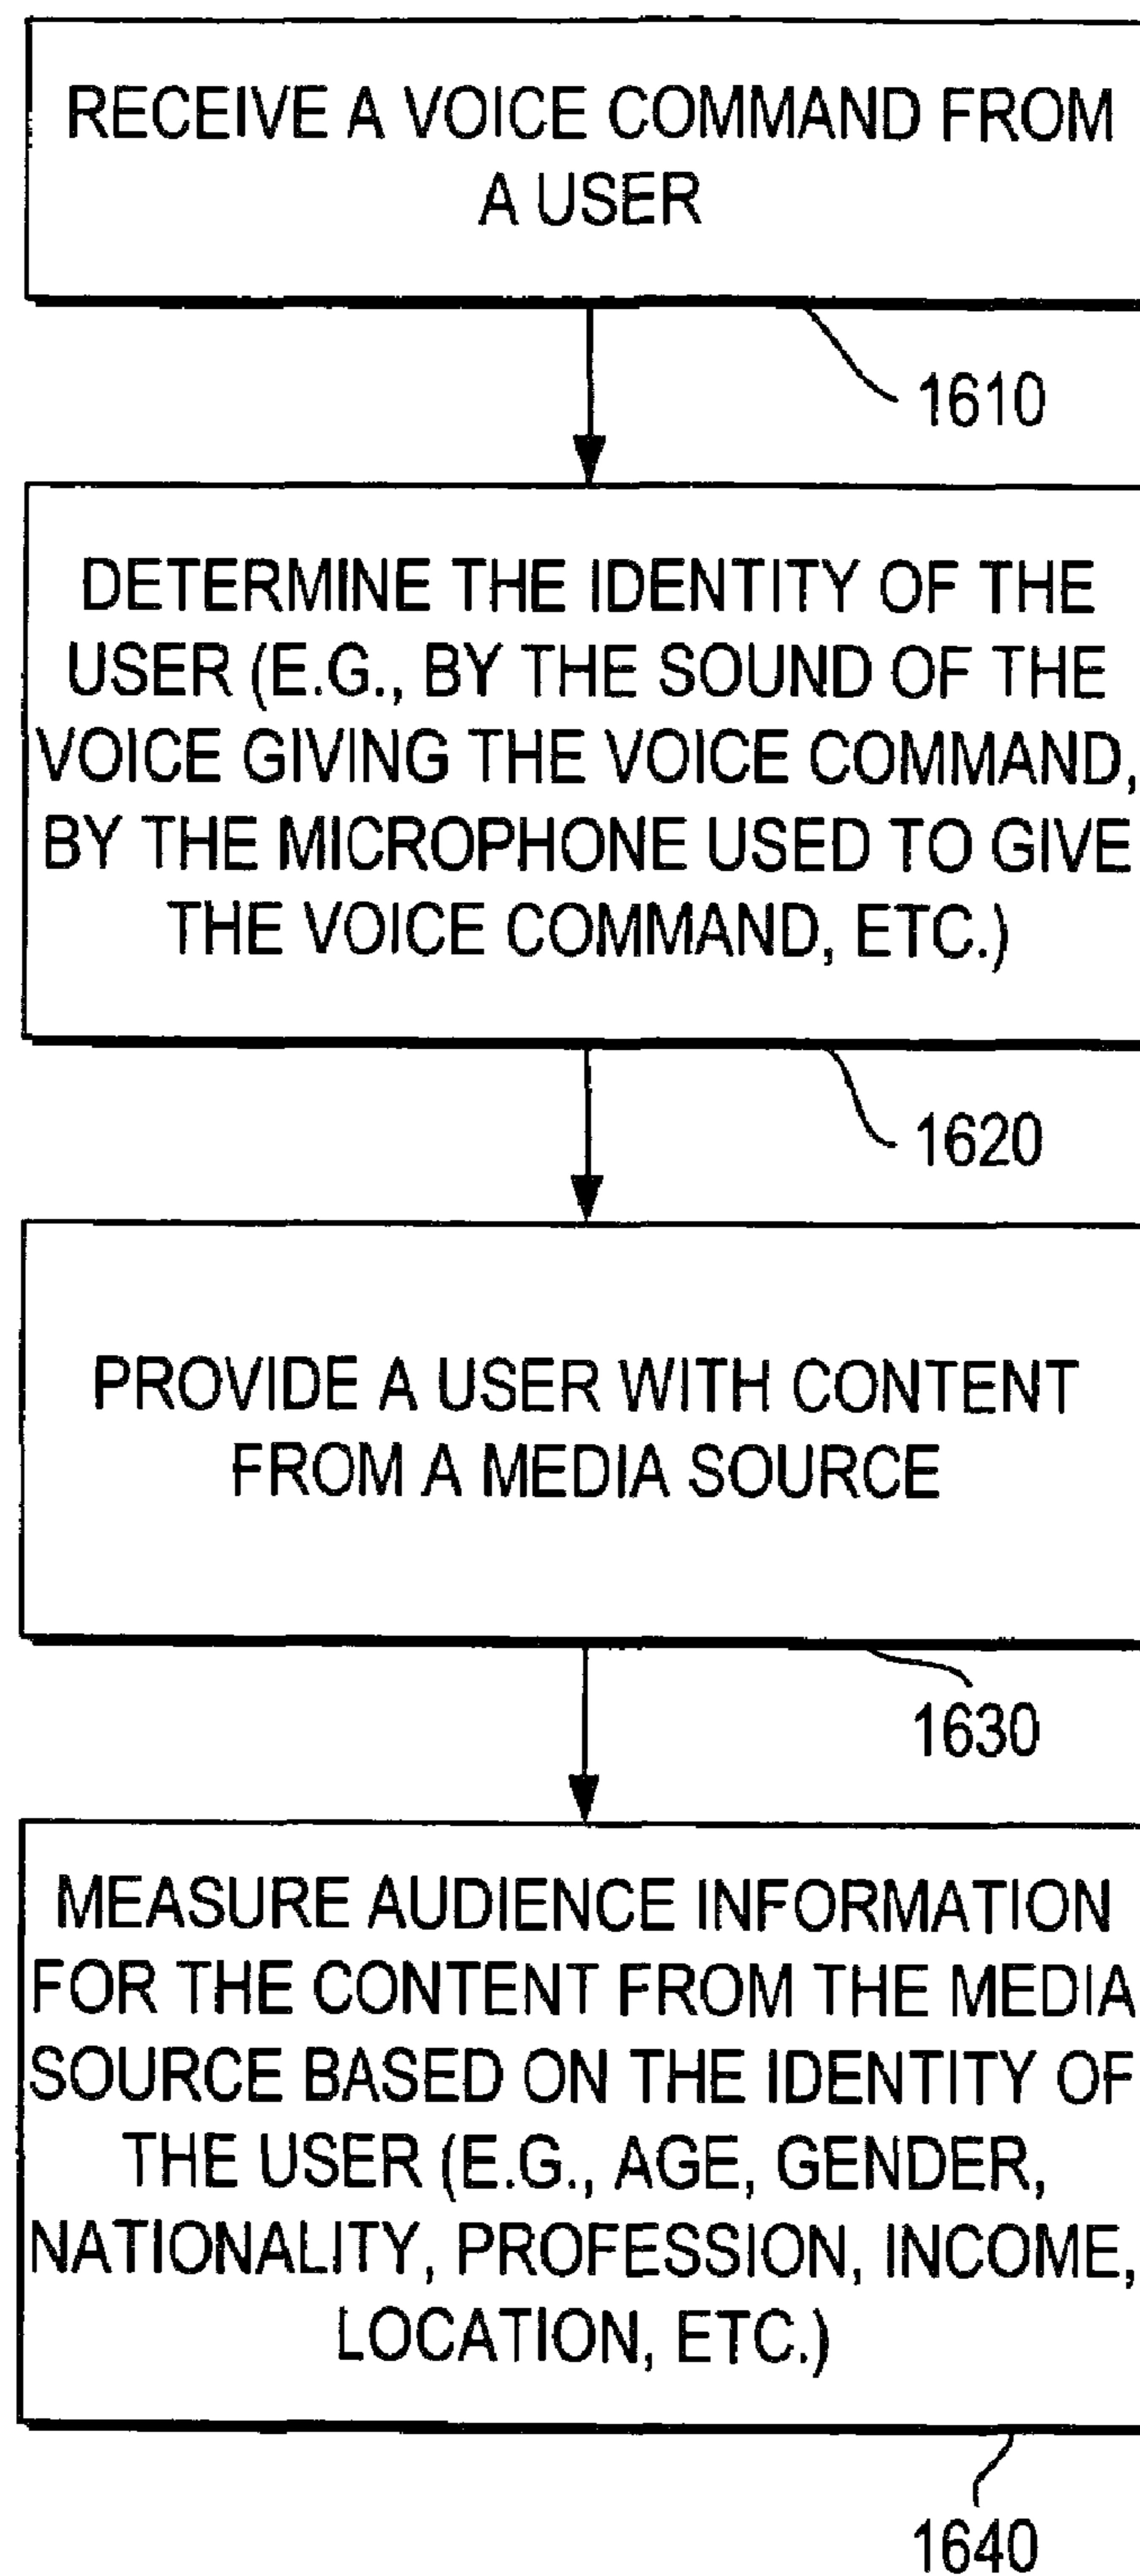 RECEIVE A VOICE COMMAND FROM
A USER
1610
DETERMINE THE IDENTITY OF THE
USER (E.G., BY THE SOUND OF THE
VOICE GIVING THE VOICE COMMAND,
BY THE MICROPHONE USED TO GIVE
THE VOICE COMMAND, ETC.)
1620
PROVIDE A USER WITH CONTENT
FROM A MEDIA SOURCE
1630
MEASURE AUDIENCE INFORMATION
FOR THE CONTENT FROM THE MEDIA
SOURCE BASED ON THE IDENTITY OF
THE USER (E.G., AGE, GENDER,
NATIONALITY, PROFESSION, INCOME,
LOCATION, ETC.)
1640